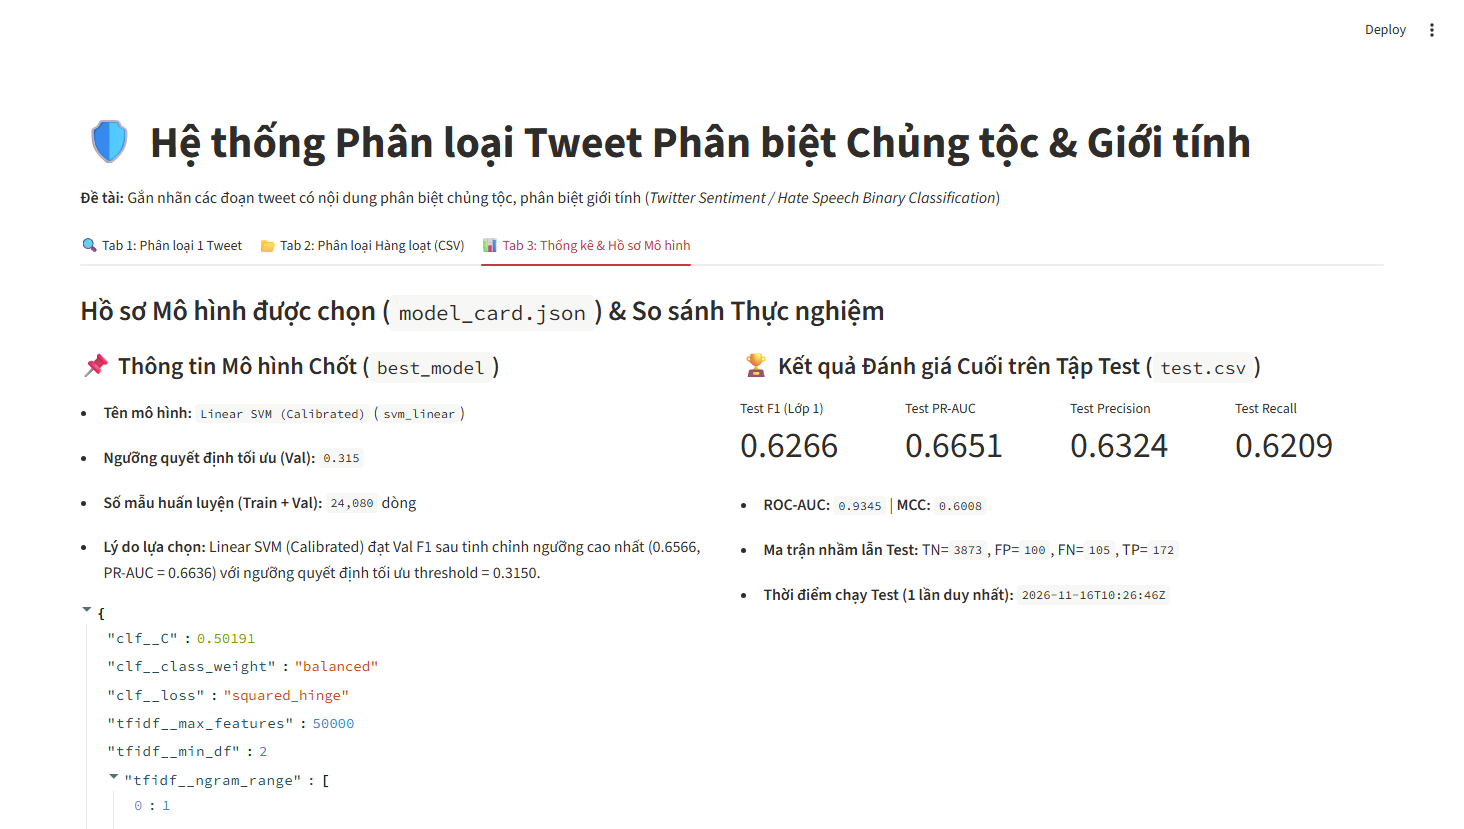 Deploy
Hệ thống Phân loại Tweet Phân biệt Chủng tộc & Giới tính
Đề tài: Gắn nhãn các đoạn tweet có nội dung phân biệt chủng tộc, phân biệt giới tính (Twitter Sentiment / Hate Speech Binary Classification)
Tab 1: Phân loại 1 Tweet
Tab 2: Phân loại Hàng loạt (CSV)
Tab 3: Thống kê & Hồ sơ Mô hình
Hồ sơ Mô hình được chọn ( model_card.json ) & So sánh Thực nghiệm
Thông tin Mô hình Chốt ( best_model )
• Tên mô hình: Linear SVM (Calibrated) ( svm_linear )
• Ngưỡng quyết định tối ưu (Val): 0.315
• Số mẫu huấn luyện (Train + Val): 24,080 dòng
• Lý do lựa chọn: Linear SVM (Calibrated) đạt Val F1 sau tinh chỉnh ngưỡng cao nhất (0.6566,
PR-AUC = 0.6636) với ngưỡng quyết định tối ưu threshold = 0.3150.
{
"clf__C" : 0.50191
"clf__class_weight" : "balanced"
"clf__loss" : "squared_hinge"
"tfidf__max_features" : 50000
"tfidf__min_df" : 2
"tfidf__ngram_range" : [
0 : 1
Kết quả Đánh giá Cuối trên Tập Test ( test.csv )
Test F1 (Lớp 1)
0.6266
Test PR-AUC
0.6651
Test Precision
0.6324
Test Recall
0.6209
• ROC-AUC: 0.9345 | MCC: 0.6008
• Ma trận nhầm lẫn Test: TN= 3873 , FP= 100 , FN= 105 , TP= 172
• Thời điểm chạy Test (1 lần duy nhất): 2026-11-16T10:26:46Z